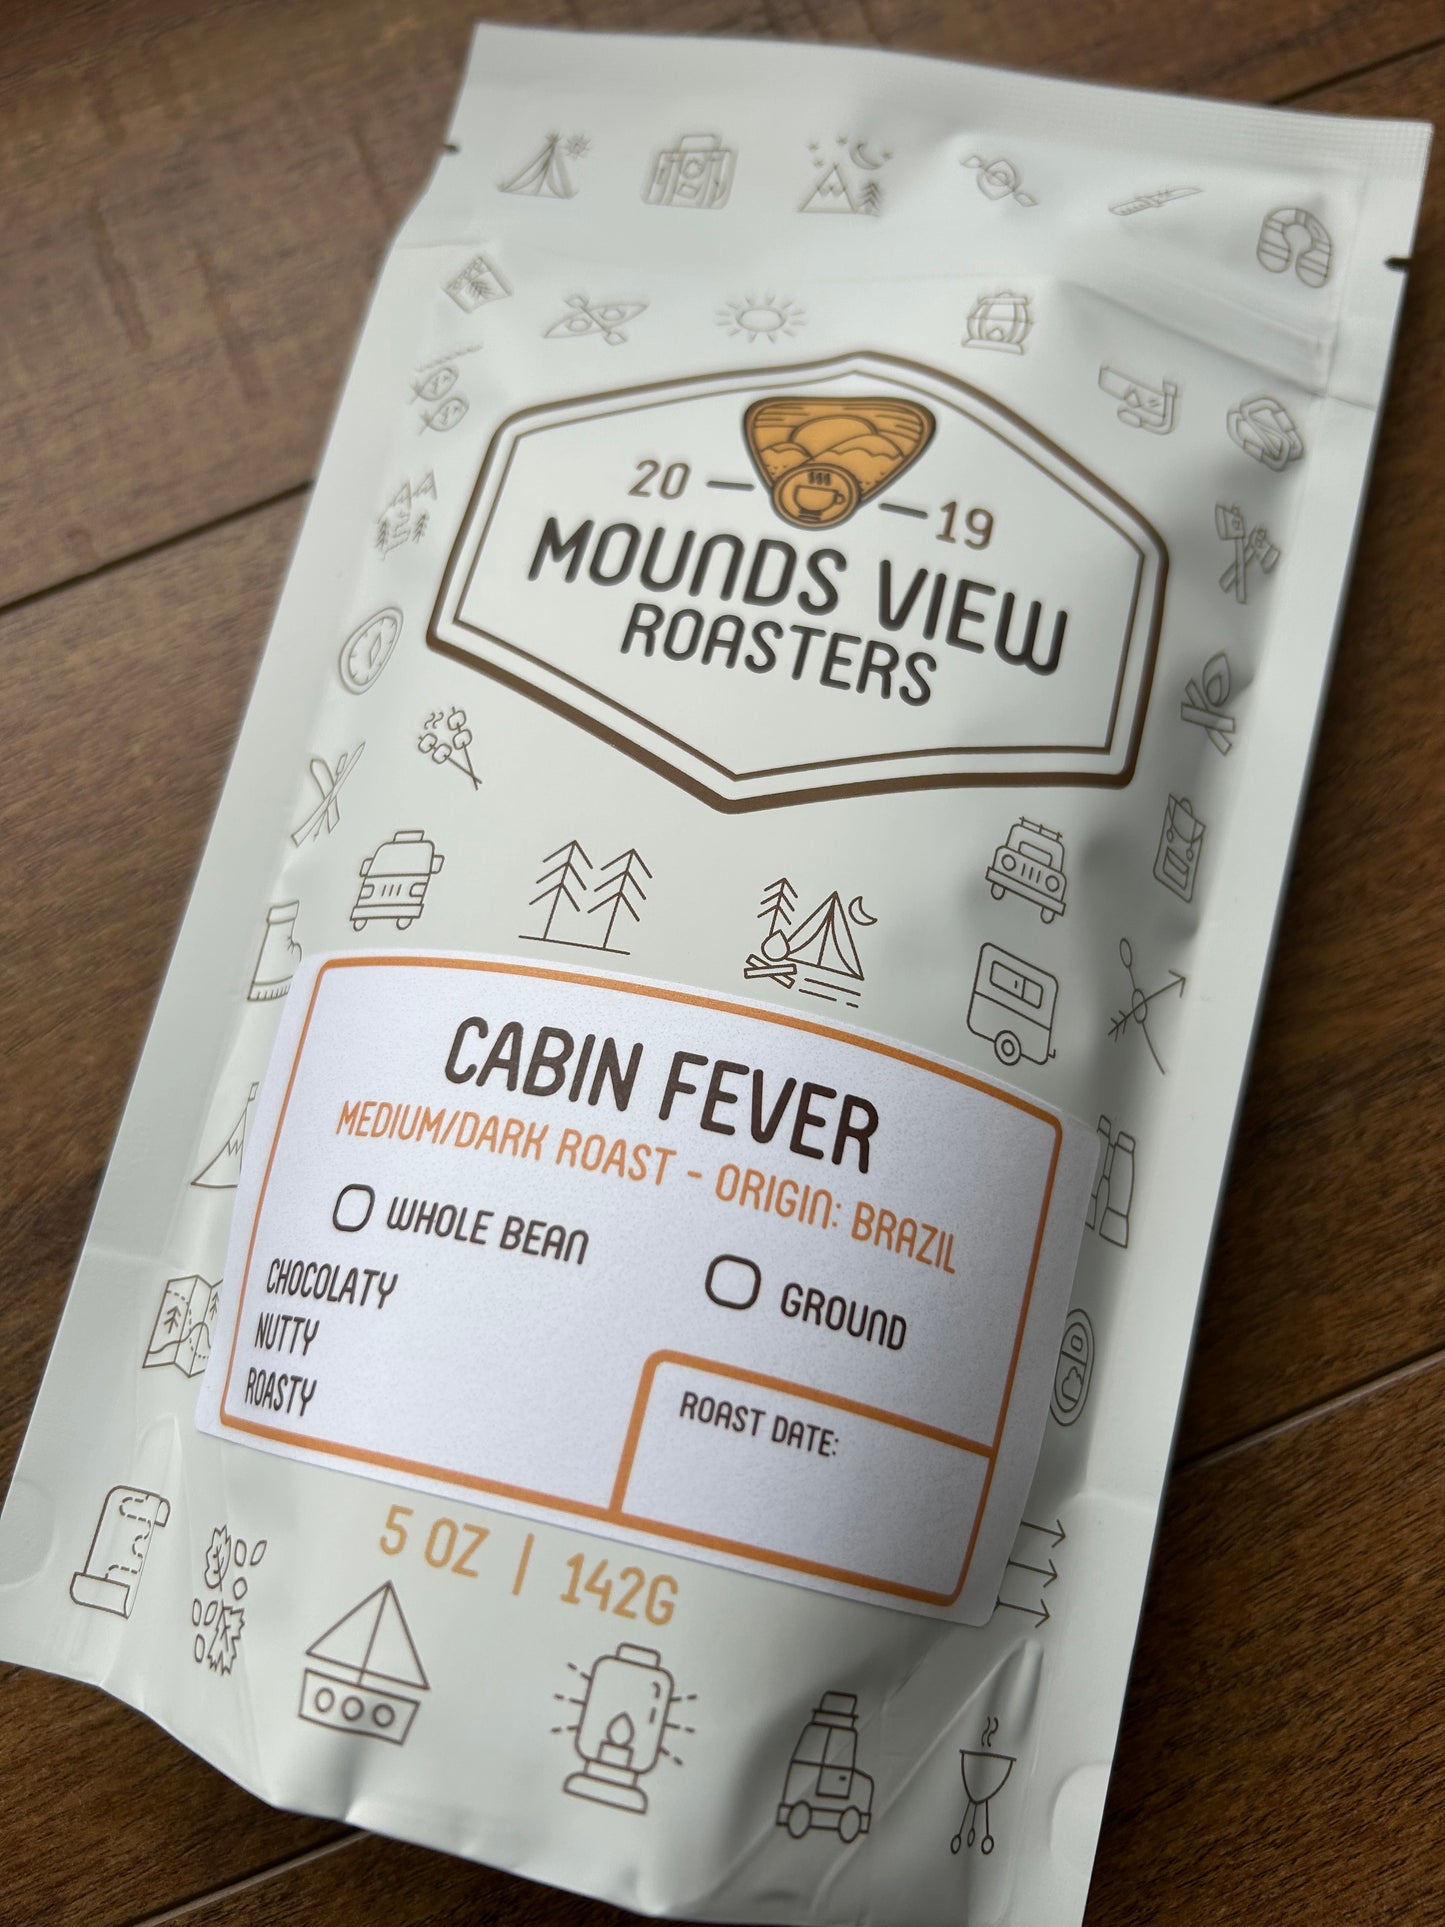 20 — 19
MOUNDS VIEW
ROASTERS
CABIN FEVER
MEDIUM/DARK ROAST - ORIGIN: BRAZIL
WHOLE BEAN
GROUND
CHOCOLATY
NUTTY
ROASTY
ROAST DATE:
5 OZ | 142G